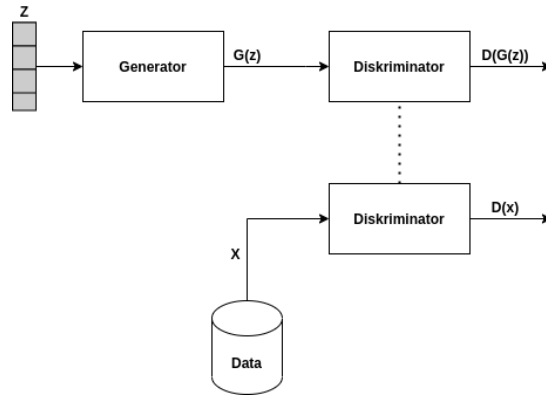 Z
Generator
G(z)
Diskriminator
D(G(z))
Diskriminator
D(x)
X
Data